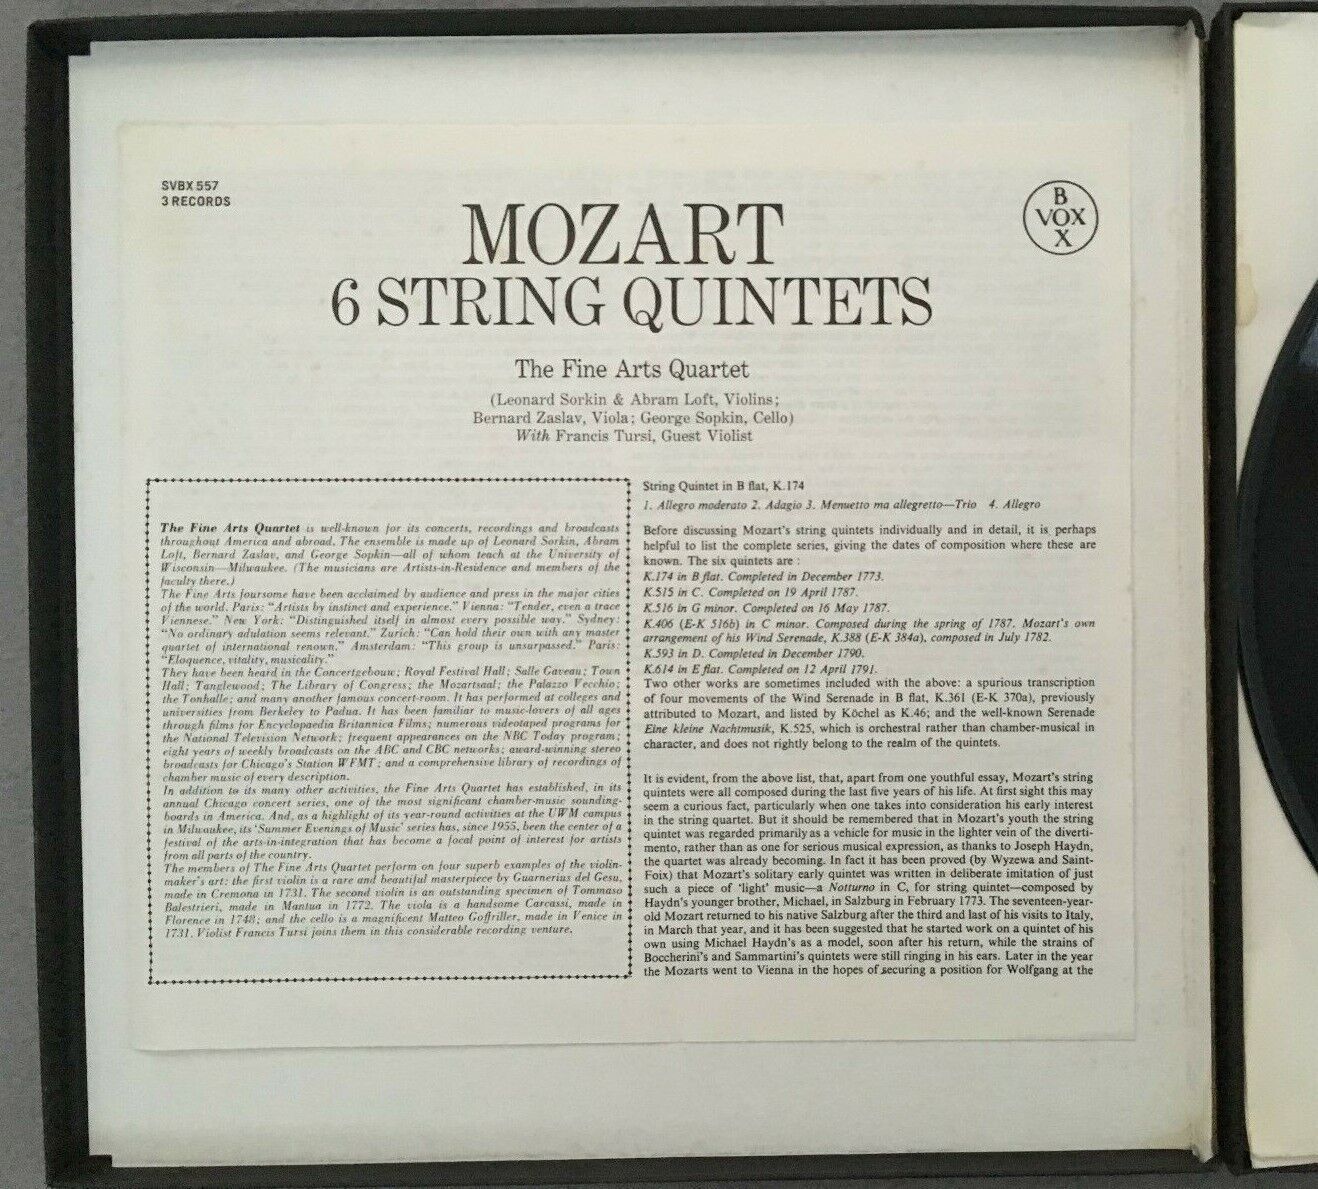 SVBX 557
3 RECORDS
B
VOX
X
MOZART
6 STRING QUINTETS
The Fine Arts Quartet
(Leonard Sorkin & Abram Loft, Violins;
Bernard Zaslav, Viola; George Sopkin, Cello)
With Francis Tursi, Guest Violist
The Fine Arts Quartet is well-known for its concerts, recordings and broadcasts
throughout America and abroad. The ensemble is made up of Leonard Sorkin, Abram
Loft, Bernard Zaslav, and George Sopkin—all of whom teach at the University of
Wisconsin—Milwaukee. (The musicians are Artists-in-Residence and members of the
faculty there.)
The Fine Arts foursome have been acclaimed by audience and press in the major cities
of the world. Paris: "Artists by instinct and experience." Vienna: "Tender, even a trace
Viennese." New York: "Distinguished itself in almost every possible way." Sydney:
"No ordinary adulation seems relevant." Zurich: "Can hold their own with any master
quartet of international renown." Amsterdam: "This group is unsurpassed." Paris:
"Eloquence, vitality, musicality."
They have been heard in the Concertgebouw; Royal Festival Hall; Salle Gaveau; Town
Hall; Tanglewood; The Library of Congress; the Mozartsaal; the Palazzo Vecchio;
the Tonhalle; and many another famous concert-room. It has performed at colleges and
universities from Berkeley to Padua. It has been familiar to music-lovers of all ages
through films for Encyclopaedia Britannica Films; numerous videotaped programs for
the National Television Network; frequent appearances on the NBC Today program;
eight years of weekly broadcasts on the ABC and CBC networks; award-winning stereo
broadcasts for Chicago's Station WFMT; and a comprehensive library of recordings of
chamber music of every description.
In addition to its many other activities, the Fine Arts Quartet has established, in its
annual Chicago concert series, one of the most significant chamber-music sounding-
boards in America. And, as a highlight of its year-round activities at the UWM campus
in Milwaukee, its 'Summer Evenings of Music' series has, since 1955, been the center of a
festival of the arts-in-integration that has become a focal point of interest for artists
from all parts of the country.
The members of The Fine Arts Quartet perform on four superb examples of the violin-
maker's art: the first violin is a rare and beautiful masterpiece by Guarnerius del Gesu,
made in Cremona in 1731. The second violin is an outstanding specimen of Tommaso
Balestrieri, made in Mantua in 1772. The viola is a handsome Carcassi, made in
Florence in 1748; and the cello is a magnificent Matteo Goffriller, made in Venice in
1731. Violist Francis Tursi joins them in this considerable recording venture.
String Quintet in B flat, K.174
1. Allegro moderato 2. Adagio 3. Menuetto ma allegretto—Trio 4. Allegro
Before discussing Mozart's string quintets individually and in detail, it is perhaps
helpful to list the complete series, giving the dates of composition where these are
known. The six quintets are :
K.174 in B flat. Completed in December 1773.
K.515 in C. Completed on 19 April 1787.
K.516 in G minor. Completed on 16 May 1787.
K.406 (E-K 516b) in C minor. Composed during the spring of 1787. Mozart's own
arrangement of his Wind Serenade, K.388 (E-K 384a), composed in July 1782.
K.593 in D. Completed in December 1790.
K.614 in E flat. Completed on 12 April 1791.
Two other works are sometimes included with the above: a spurious transcription
of four movements of the Wind Serenade in B flat, K.361 (E-K 370a), previously
attributed to Mozart, and listed by Köchel as K.46; and the well-known Serenade
Eine kleine Nachtmusik, K.525, which is orchestral rather than chamber-musical in
character, and does not rightly belong to the realm of the quintets.
It is evident, from the above list, that, apart from one youthful essay, Mozart's string
quintets were all composed during the last five years of his life. At first sight this may
seem a curious fact, particularly when one takes into consideration his early interest
in the string quartet. But it should be remembered that in Mozart's youth the string
quintet was regarded primarily as a vehicle for music in the lighter vein of the diverti-
mento, rather than as one for serious musical expression, as thanks to Joseph Haydn,
the quartet was already becoming. In fact it has been proved (by Wyzewa and Saint-
Foix) that Mozart's solitary early quintet was written in deliberate imitation of just
such a piece of 'light' music—a Notturno in C, for string quintet—composed by
Haydn's younger brother, Michael, in Salzburg in February 1773. The seventeen-year-
old Mozart returned to his native Salzburg after the third and last of his visits to Italy,
in March that year, and it has been suggested that he started work on a quintet of his
own using Michael Haydn's as a model, soon after his return, while the strains of
Boccherini's and Sammartini's quintets were still ringing in his ears. Later in the year
the Mozarts went to Vienna in the hopes of securing a position for Wolfgang at the